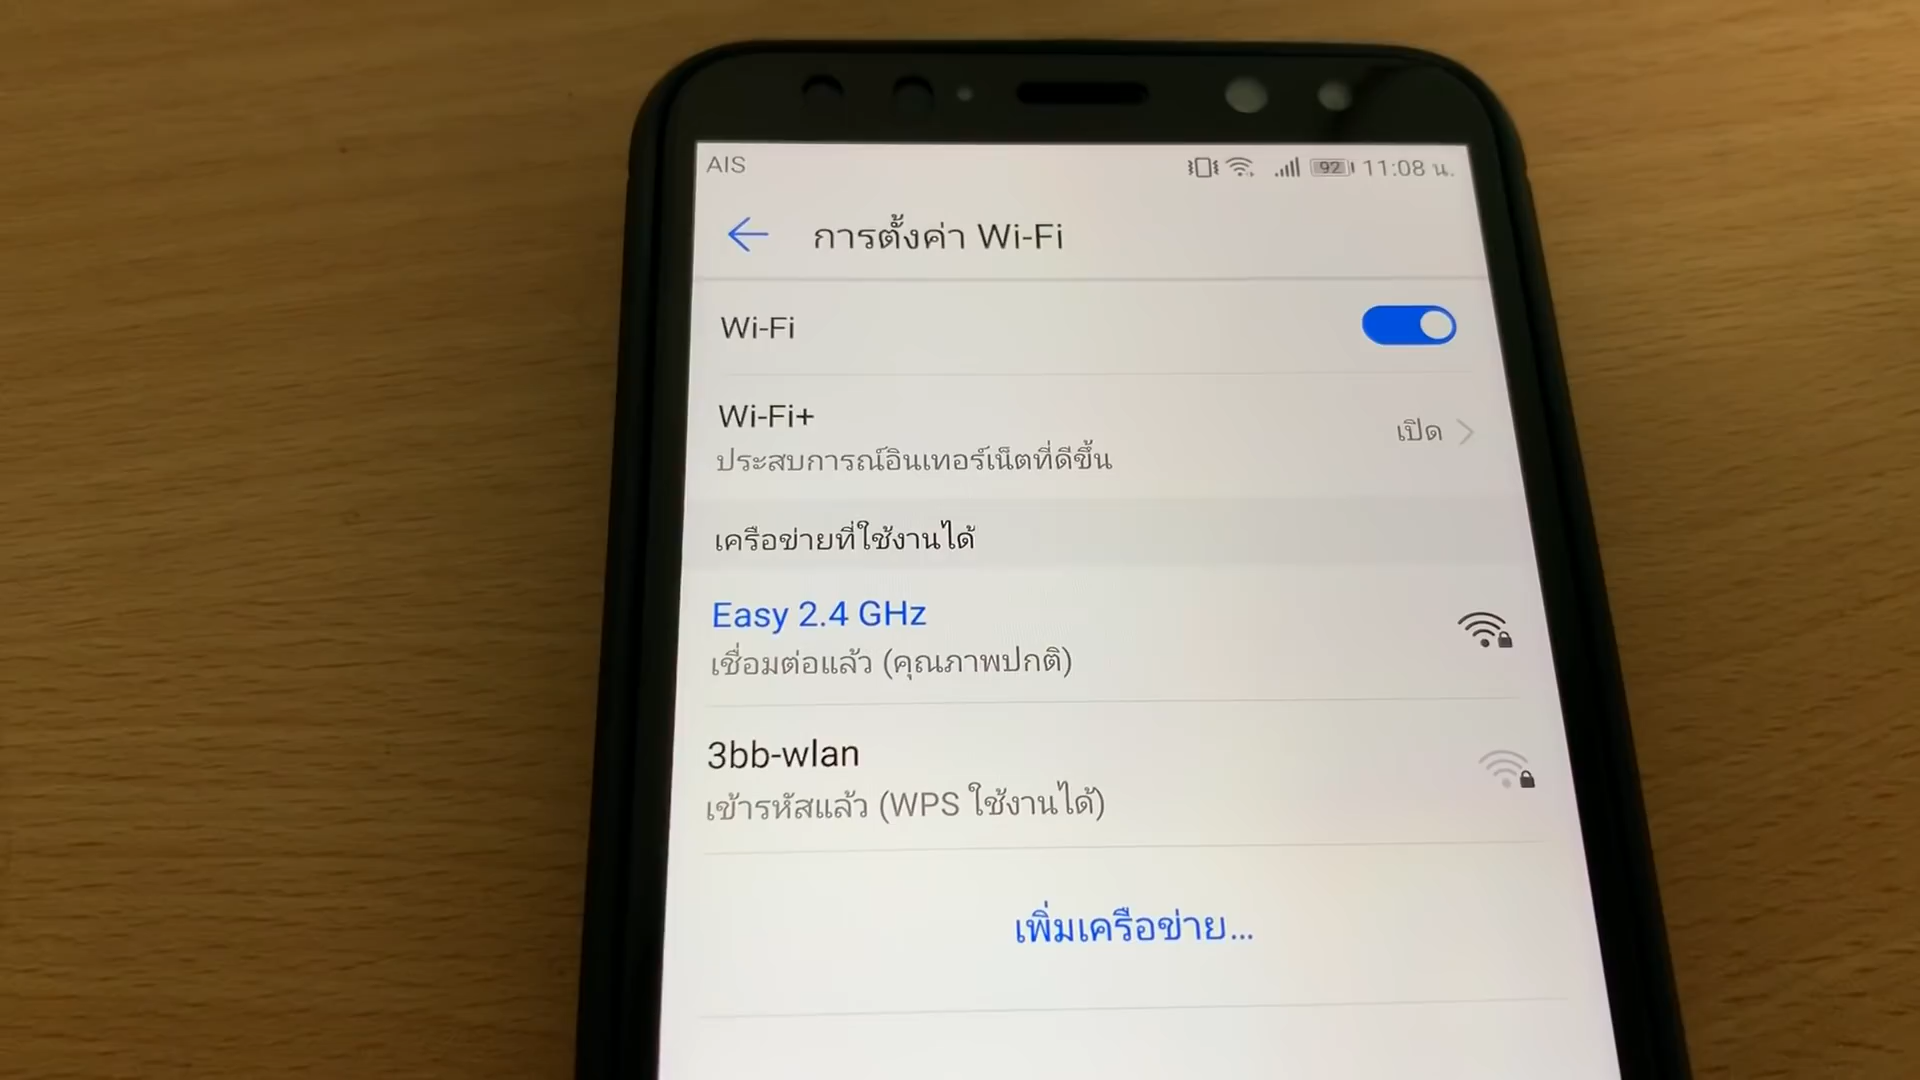 AIS 92 11:08 น.
การตั้งค่า Wi-Fi
Wi-Fi
Wi-Fi+
ประสบการณ์อินเทอร์เน็ตที่ดีขึ้น
เปิด
เครือข่ายที่ใช้งานได้
Easy 2.4 GHz
เชื่อมต่อแล้ว (คุณภาพปกติ)
3bb-wlan
เข้ารหัสแล้ว (WPS ใช้งานได้)
เพิ่มเครือข่าย...